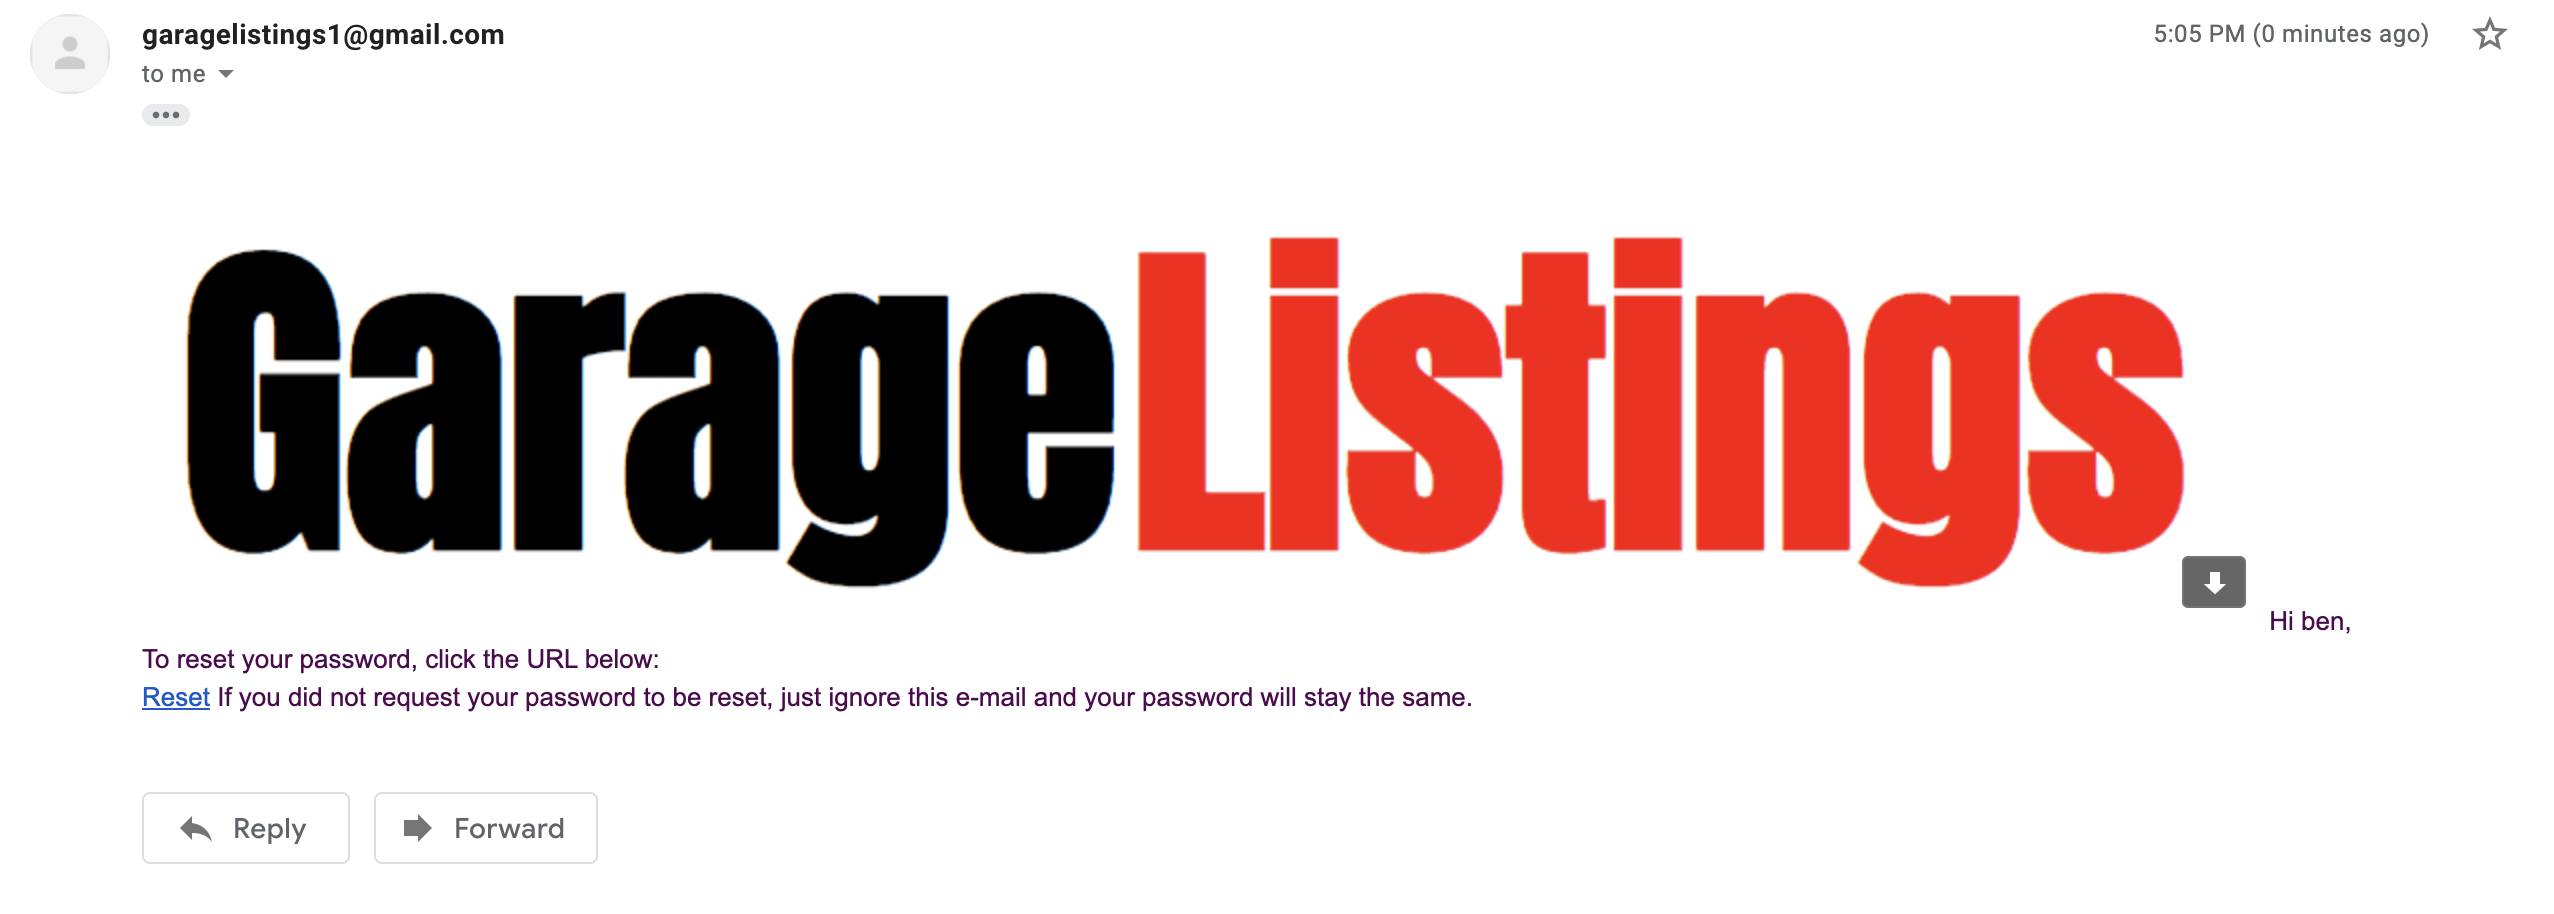 garagelistings1@gmail.com
5:05 PM (0 minutes ago)
to me
GarageListings
Hi ben,
To reset your password, click the URL below:
Reset If you did not request your password to be reset, just ignore this e-mail and your password will stay the same.
Reply
Forward